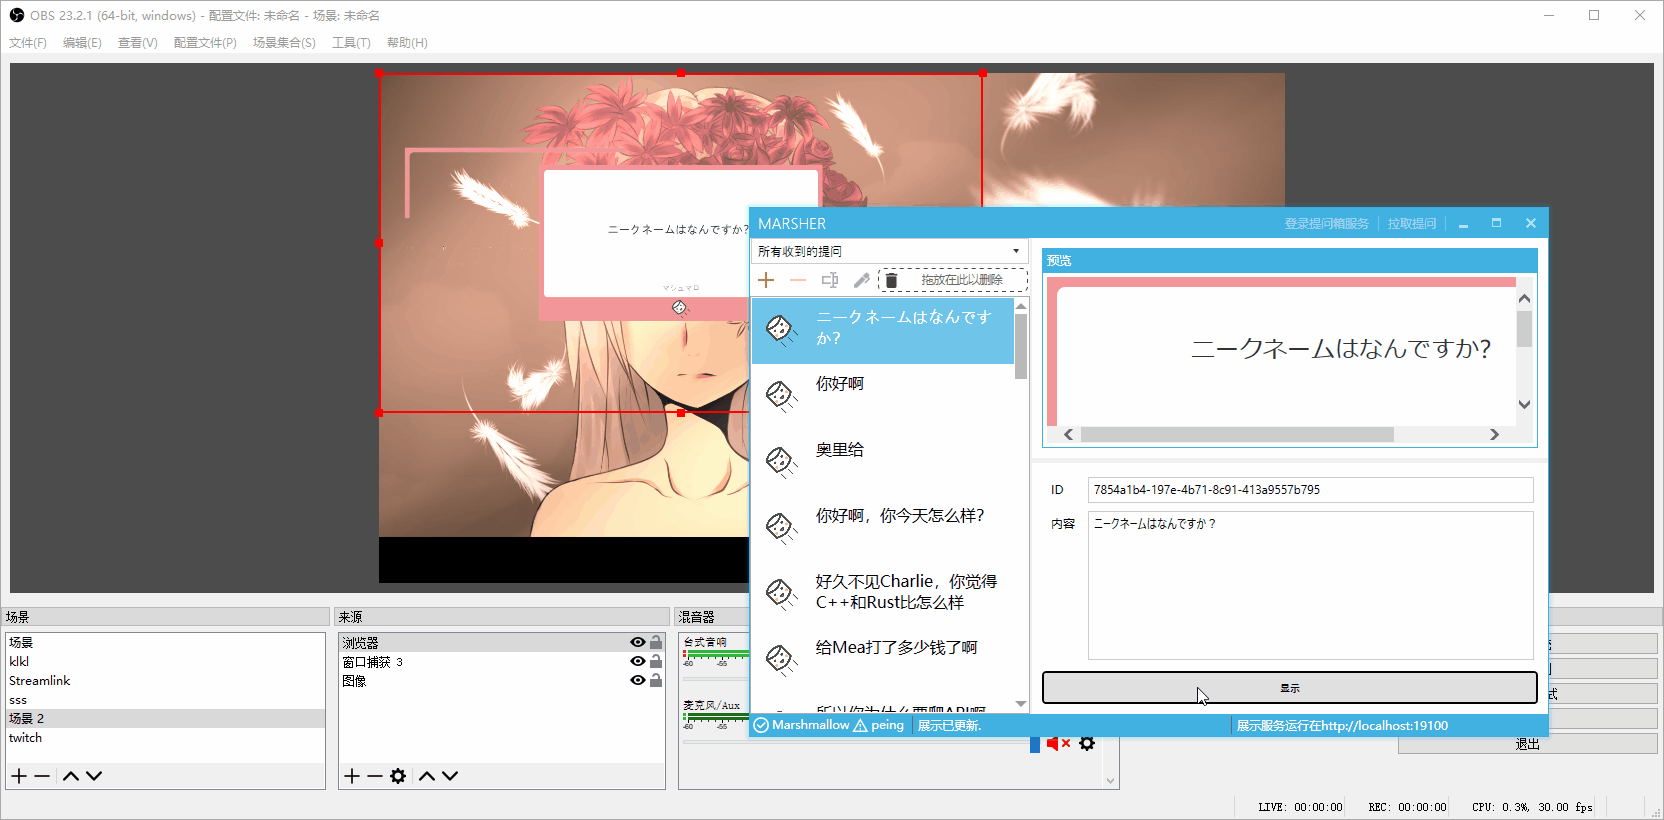 OBS 23.2.1 (64-bit, windows) - 配置文件: 未命名 - 场景: 未命名
文件(F) 编辑(E) 查看(V) 配置文件(P) 场景集合(S) 工具(T) 帮助(H)
ニークネームはなんですか?
マシュマロ
MARSHER
登录提问箱服务 拉取提问
所有收到的提问
拖放在此以删除
ニークネームはなんです
か?
你好啊
奥里给
你好啊，你今天怎么样?
好久不见Charlie，你觉得
C++和Rust比怎么样
给Mea打了多少钱了啊
所以你为什么要爬API啊
预览
ニークネームはなんですか?
ID 7854a1b4-197e-4b71-8c91-413a9557b795
内容 ニークネームはなんですか？
显示
Marshmallow peing 展示已更新. 展示服务运行在http://localhost:19100
场景
场景
klkl
Streamlink
sss
场景 2
twitch
来源
浏览器
窗口捕获 3
图像
混音器
台式音响
-60 -55
麦克风/Aux
-60 -55
式
退出
LIVE: 00:00:00 REC: 00:00:00 CPU: 0.3%, 30.00 fps